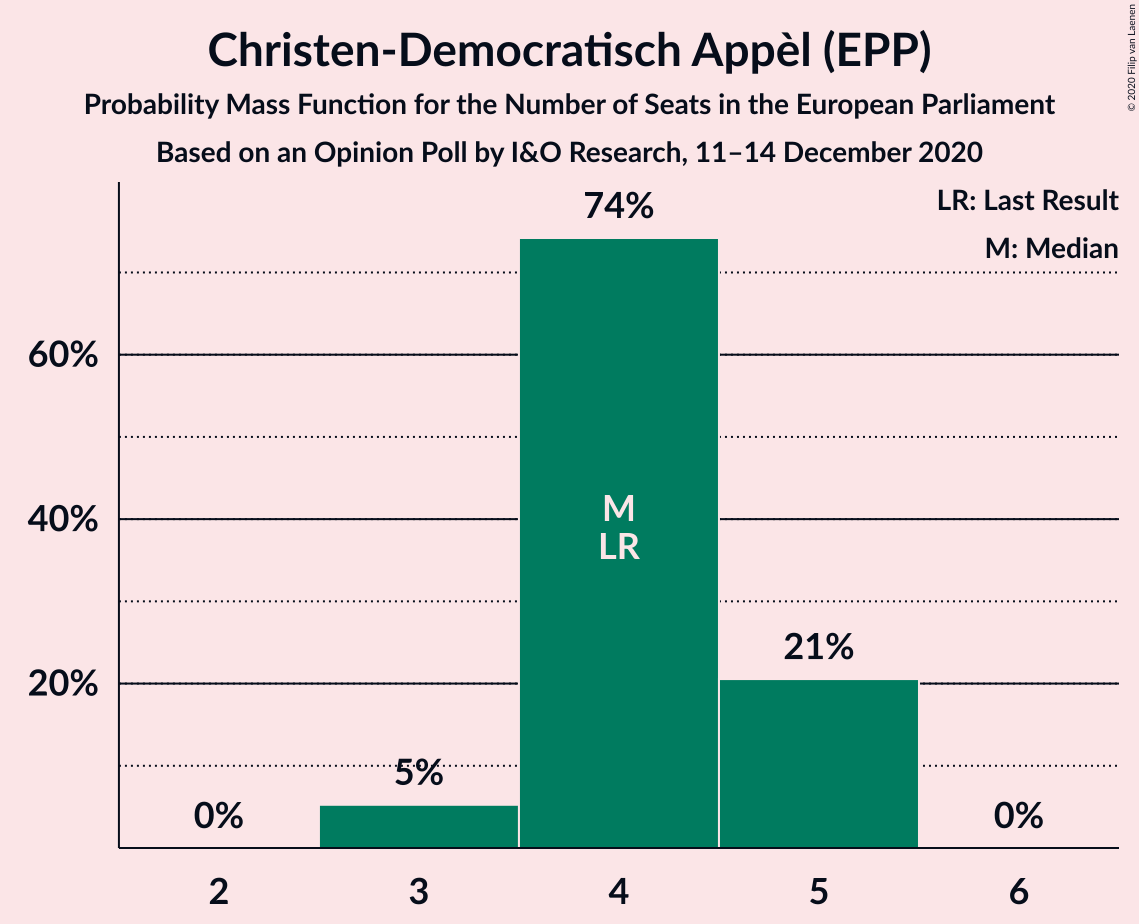 Christen-Democratisch Appèl (EPP)
Probability Mass Function for the Number of Seats in the European Parliament
Based on an Opinion Poll by I&O Research, 11–14 December 2020
© 2020 Filip van Laenen
LR: Last Result
M: Median
74%
60%
40%
20%
M
LR
21%
5%
0%
0%
2
3
4
5
6